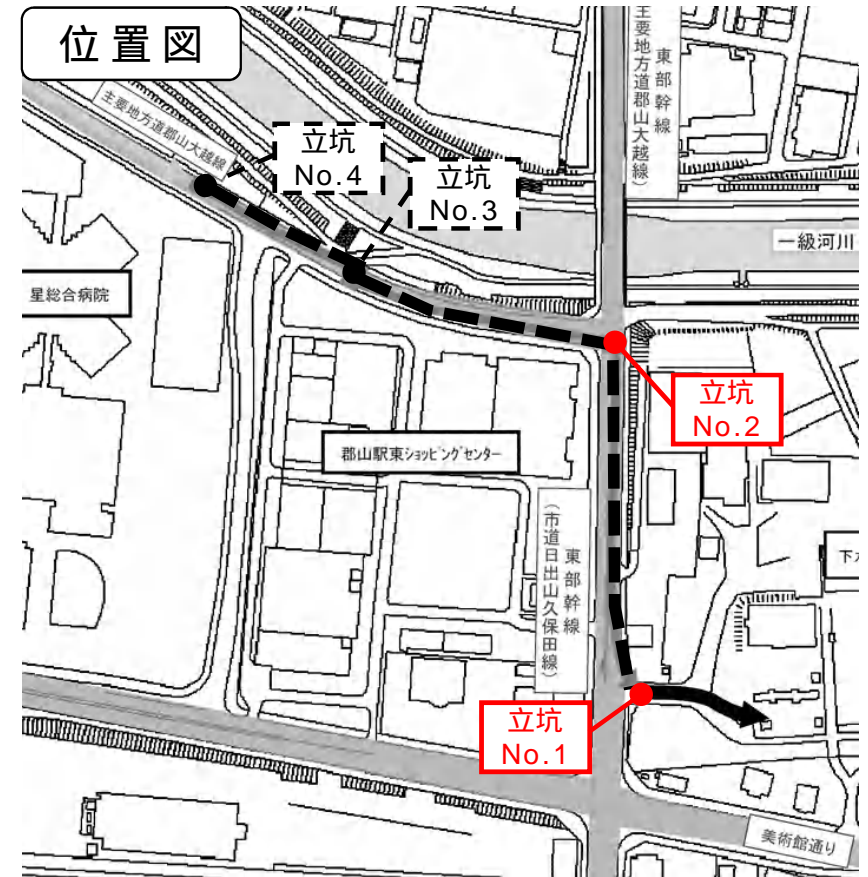 位置図
主要地方道郡山大越線
立坑
No.4
立坑
No.3
東部幹線
(主要地方道郡山大越線)
一級河川
星総合病院
立坑
No.2
郡山駅東ショッピングセンター
東部幹線
(市道日出山久保田線)
立坑
No.1
美術館通り